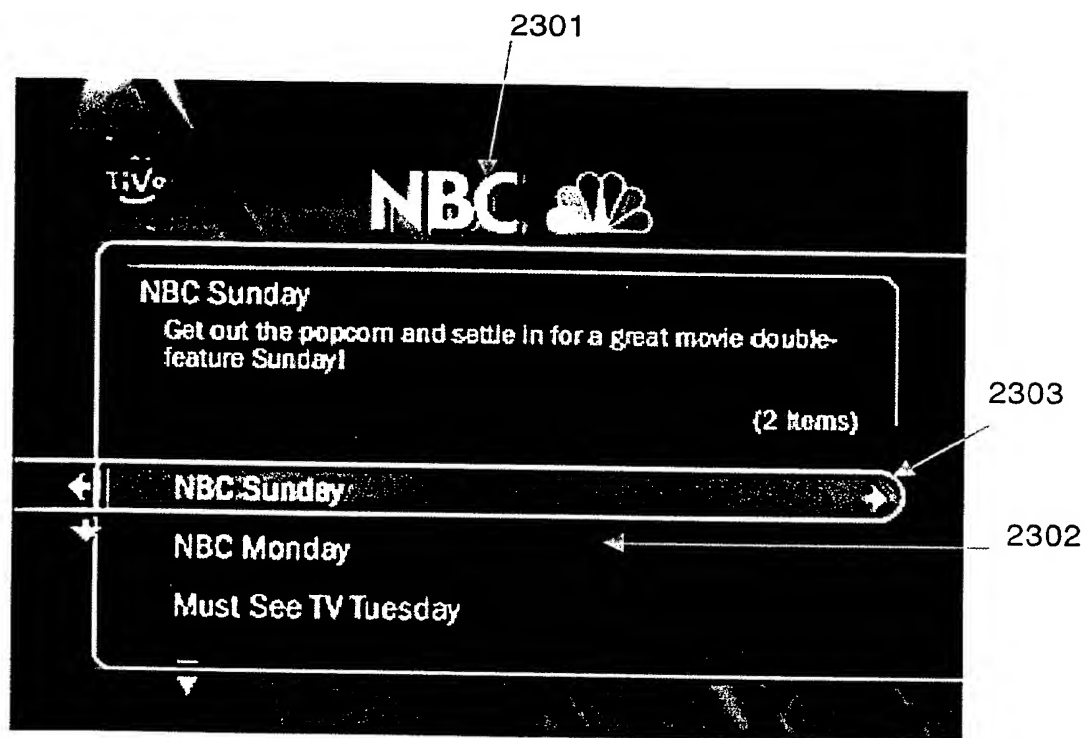 2301
TiVo
NBC
NBC Sunday
Get out the popcorn and settle in for a great movie double-
feature Sunday!
(2 Items)
2303
NBC Sunday
NBC Monday
2302
Must See TV Tuesday